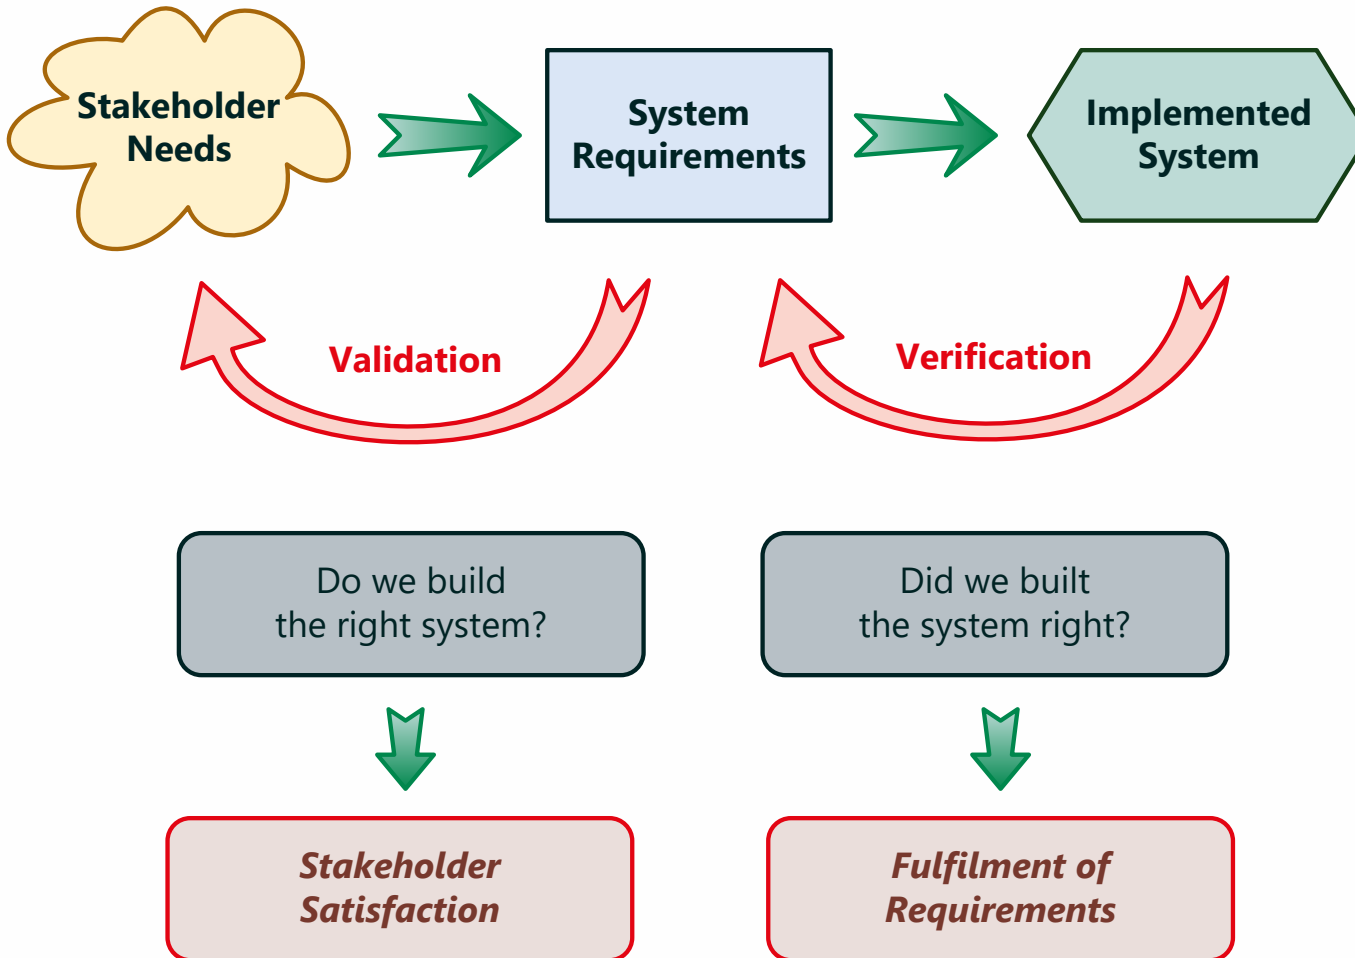 Stakeholder
Needs
System
Requirements
Implemented
System
Validation
Verification
Do we build
the right system?
Did we built
the system right?
Stakeholder
Satisfaction
Fulfilment of
Requirements